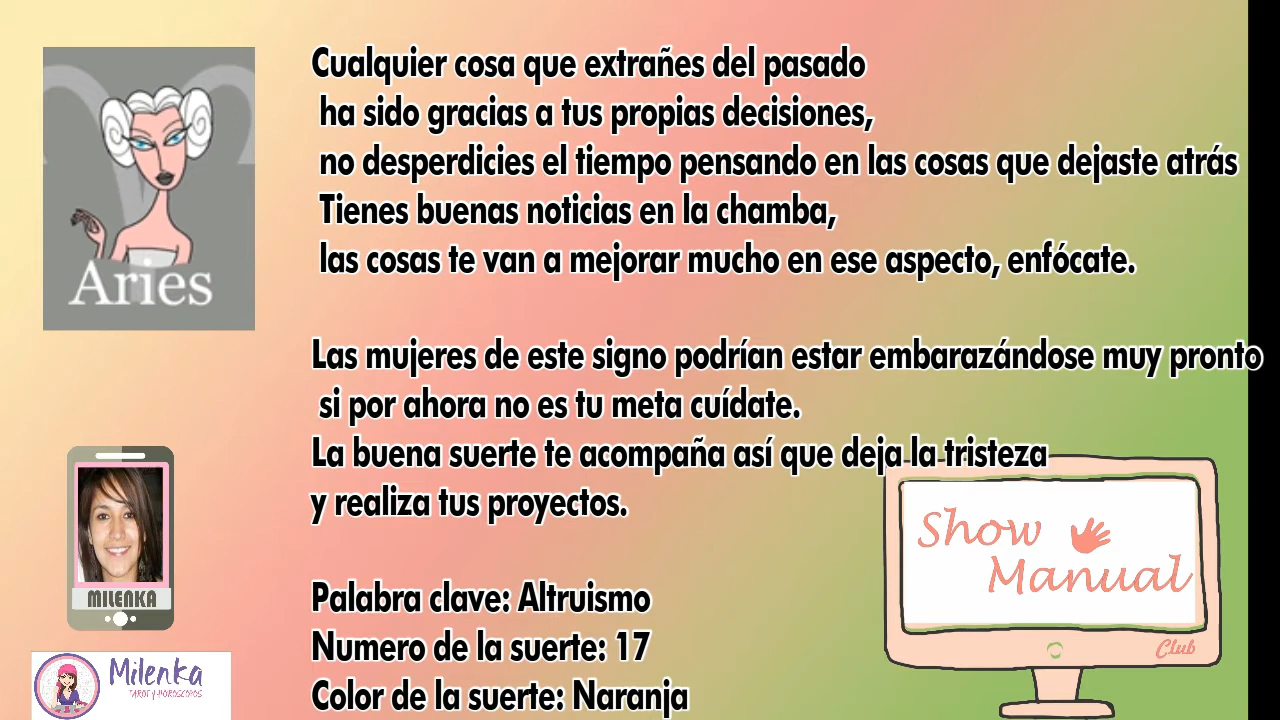 Cualquier cosa que extrañes del pasado
ha sido gracias a tus propias decisiones,
no desperdicies el tiempo pensando en las cosas que dejaste atrás
Tienes buenas noticias en la chamba,
las cosas te van a mejorar mucho en ese aspecto, enfócate.
Las mujeres de este signo podrían estar embarazándose muy pronto
si por ahora no es tu meta cuídate.
La buena suerte te acompaña así que deja la tristeza
y realiza tus proyectos.
Palabra clave: Altruismo
Numero de la suerte: 17
Color de la suerte: Naranja
Aries
MILENKA
Milenka
TAROT Y HOROSCOPOS
Show
Manual
Club